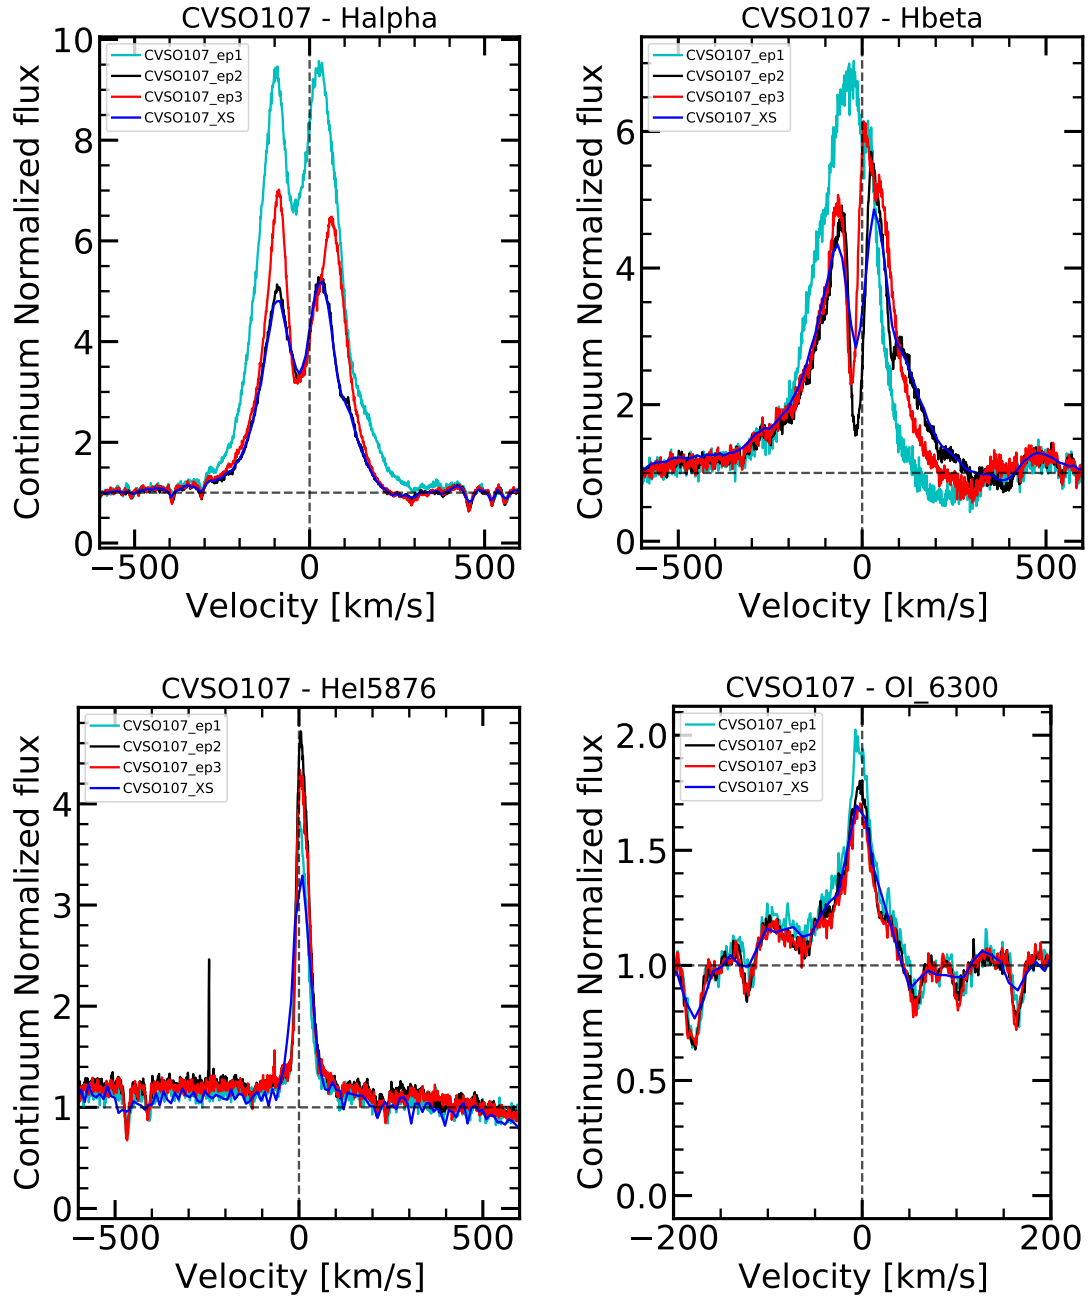 CVSO107 - Halpha
Continuum Normalized flux
10
8
6
4
2
0
CVSO107_ep1
CVSO107_ep2
CVSO107_ep3
CVSO107_XS
−500
0
500
Velocity [km/s]
CVSO107 - Hbeta
Continuum Normalized flux
6
4
2
0
CVSO107_ep1
CVSO107_ep2
CVSO107_ep3
CVSO107_XS
−500
0
500
Velocity [km/s]
CVSO107 - HeI5876
Continuum Normalized flux
4
3
2
1
0
CVSO107_ep1
CVSO107_ep2
CVSO107_ep3
CVSO107_XS
−500
0
500
Velocity [km/s]
CVSO107 - OI_6300
Continuum Normalized flux
2.0
1.5
1.0
0.5
0.0
CVSO107_ep1
CVSO107_ep2
CVSO107_ep3
CVSO107_XS
−200
0
200
Velocity [km/s]